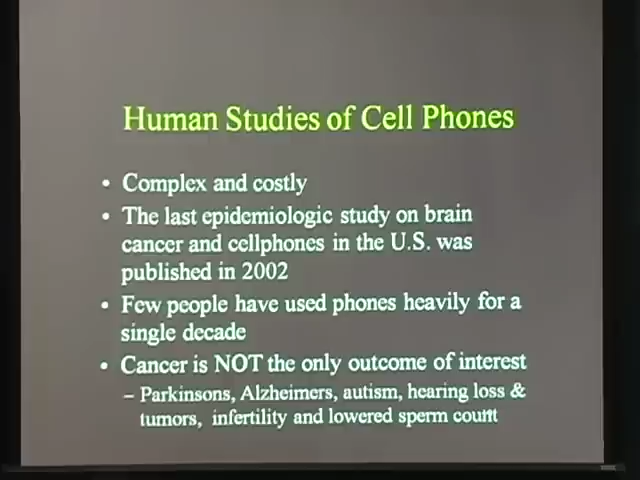 Human Studies of Cell Phones
• Complex and costly
• The last epidemiologic study on brain
cancer and cellphones in the U.S. was
published in 2002
• Few people have used phones heavily for a
single decade
• Cancer is NOT the only outcome of interest
– Parkinsons, Alzheimers, autism, hearing loss &
tumors, infertility and lowered sperm count